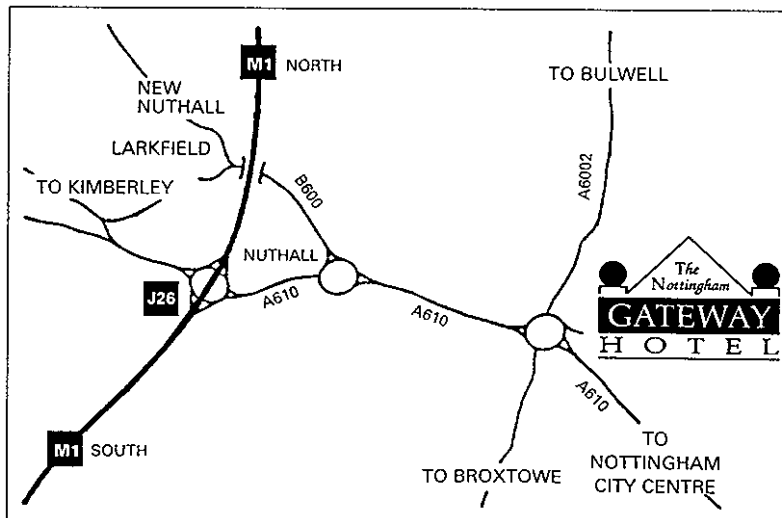 M1 NORTH
TO BULWELL
NEW
NUTHALL
LARKFIELD
TO KIMBERLEY
B600
A6002
NUTHALL
J26
A610
A610
The
Nottingham
GATEWAY
HOTEL
A610
M1 SOUTH
TO BROXTOWE
TO
NOTTINGHAM
CITY CENTRE